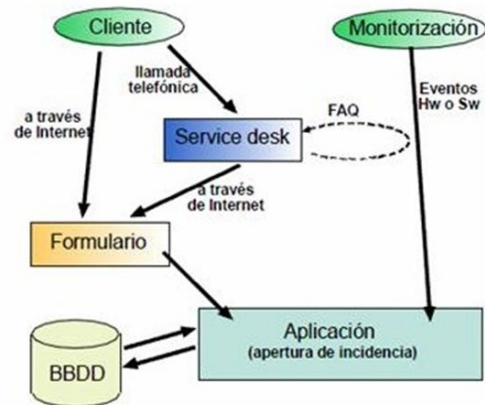 Cliente
Monitorización
llamada
telefónica
a través
de Internet
FAQ
Eventos
Hw o Sw
Service desk
a través
de Internet
Formulario
Aplicación
(apertura de incidencia)
BBDD